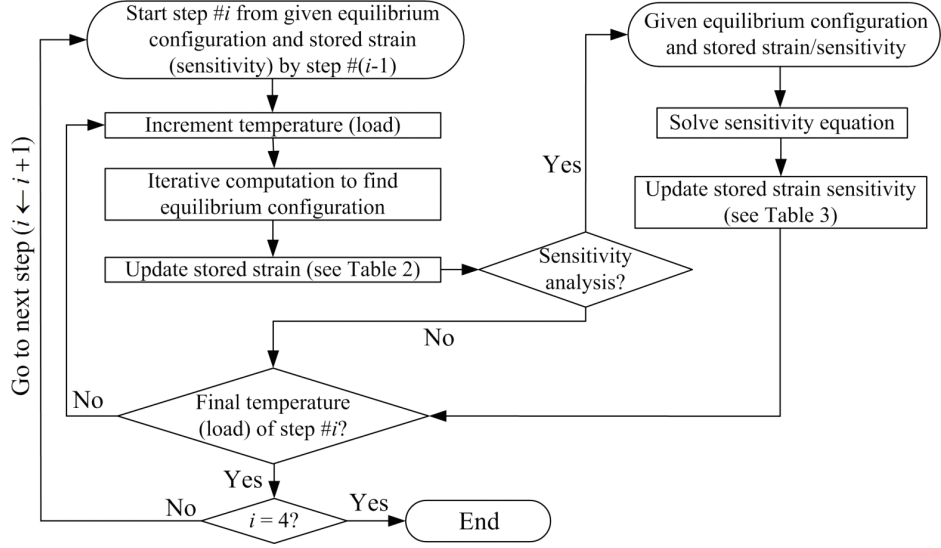 Start step #i from given equilibrium
configuration and stored strain
(sensitivity) by step #(i-1)
Increment temperature (load)
Iterative computation to find
equilibrium configuration
Update stored strain (see Table 2)
Sensitivity
analysis?
Yes
Given equilibrium configuration
and stored strain/sensitivity
Solve sensitivity equation
Update stored strain sensitivity
(see Table 3)
No
Final temperature
(load) of step #i?
No
Yes
i = 4?
No
Yes
End
Go to next step (i ← i + 1)